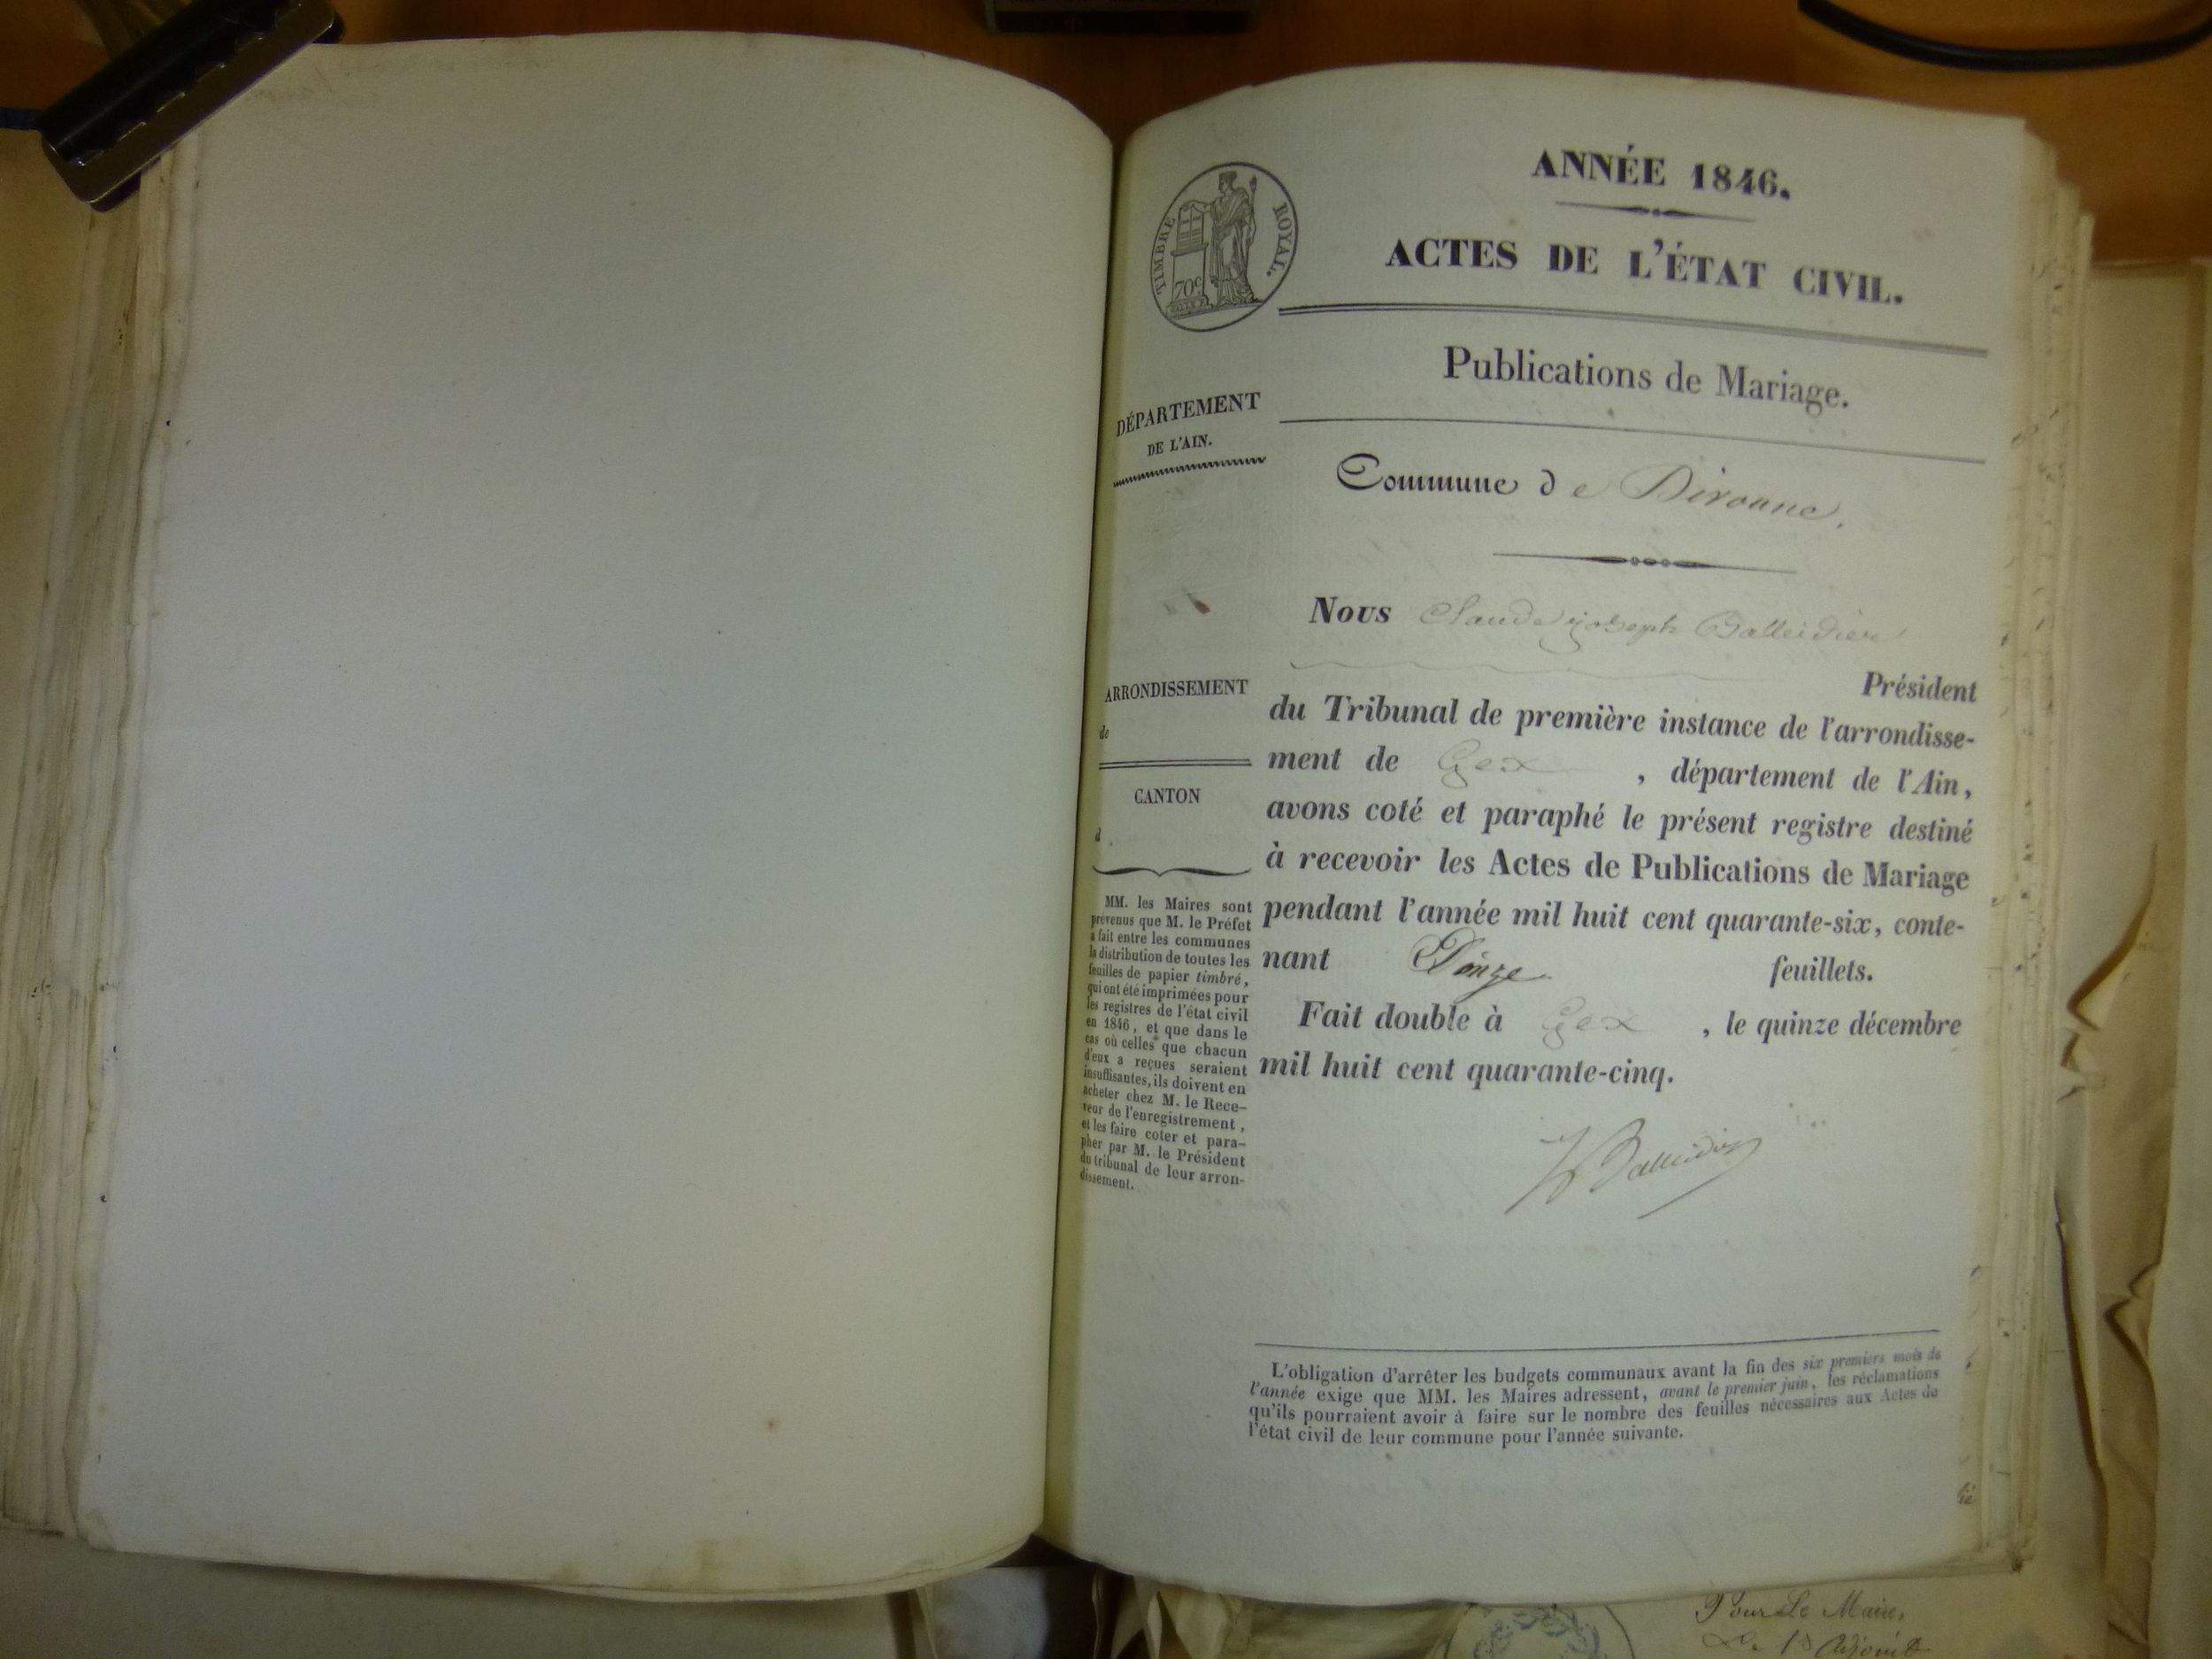 ANNÉE 1846.
ACTES DE L'ÉTAT CIVIL.
TIMBRE ROYAL.
70c
Publications de Mariage.
DÉPARTEMENT
DE L'AIN.
Commune de Divonne.
Nous Claude joseph Balleidier
Président
du Tribunal de première instance de l'arrondisse-
ment de Gex, département de l'Ain,
avons coté et paraphé le présent registre destiné
à recevoir les Actes de Publications de Mariage
pendant l'année mil huit cent quarante-six, conte-
nant feuillets.
Fait double à Gex, le quinze décembre
mil huit cent quarante-cinq.
Balleidier
ARRONDISSEMENT
de
CANTON
d
MM. les Maires sont
prévenus que M. le Préfet
a fait entre les communes
la distribution de toutes les
feuilles de papier timbré,
qui ont été imprimées pour
les registres de l'état civil
en 1846, et que dans le
cas où celles que chacun
d'eux a reçues seraient
insuffisantes, ils doivent en
acheter chez M. le Rece-
veur de l'enregistrement,
et les faire coter et para-
pher par M. le Président
du tribunal de leur arron-
dissement.
L'obligation d'arrêter les budgets communaux avant la fin des six premiers mois de
l'année exige que MM. les Maires adressent, avant le premier juin, les réclamations
qu'ils pourraient avoir à faire sur le nombre des feuilles nécessaires aux Actes de
l'état civil de leur commune pour l'année suivante.
Pour Le Maire,
Le 1er Adjoint